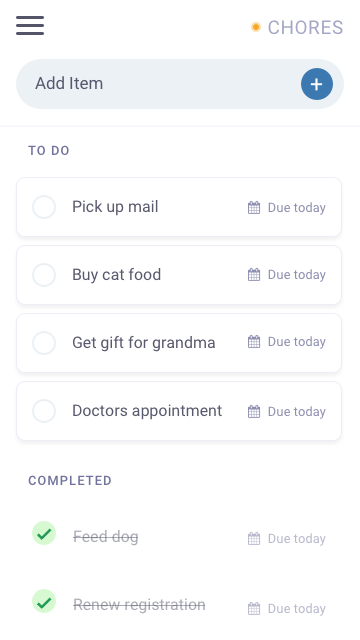 CHORES
Add Item
TO DO
Pick up mail Due today
Buy cat food Due today
Get gift for grandma Due today
Doctors appointment Due today
COMPLETED
Feed dog Due today
Renew registration Due today